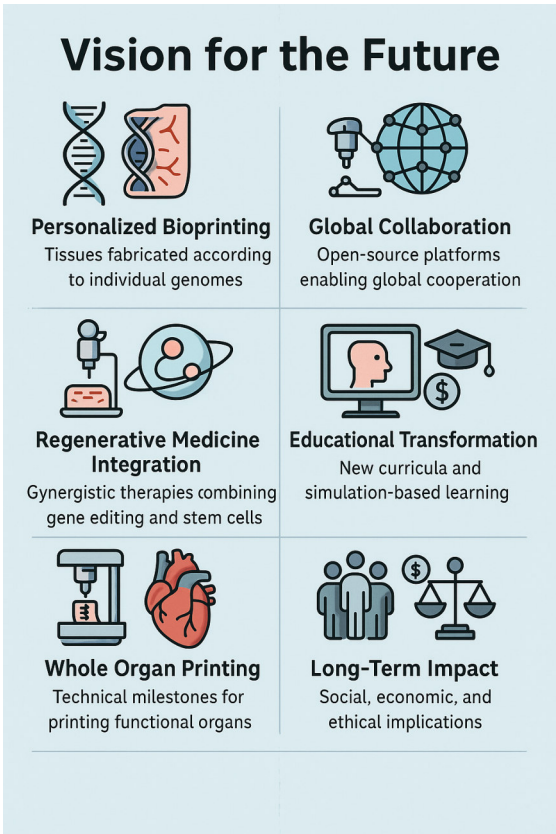 Vision for the Future
Personalized Bioprinting
Tissues fabricated according
to individual genomes
Global Collaboration
Open-source platforms
enabling global cooperation
Regenerative Medicine
Integration
Gynergistic therapies combining
gene editing and stem cells
$
Educational Transformation
New curricula and
simulation-based learning
Whole Organ Printing
Technical milestones for
printing functional organs
$
Long-Term Impact
Social, economic, and
ethical implications